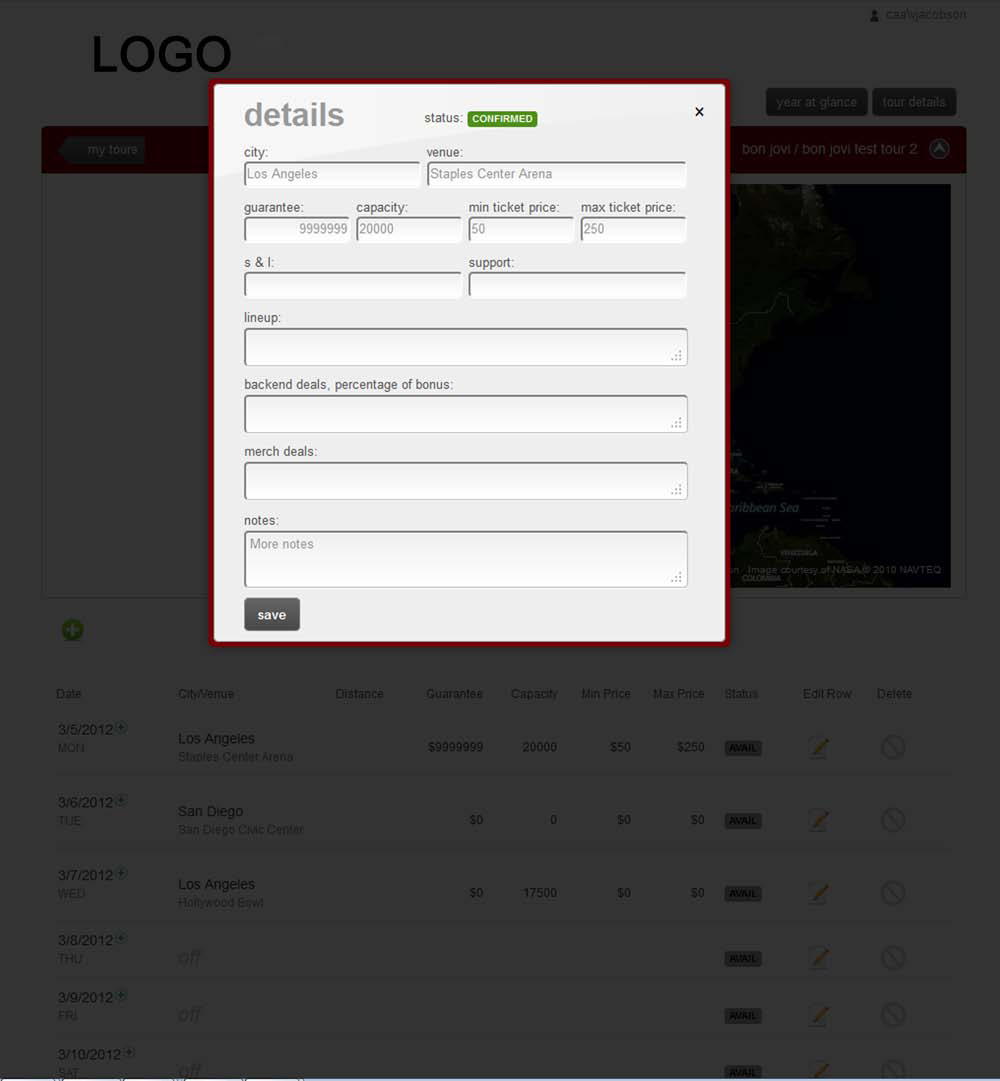 caa\vjacobson
LOGO
year at glance
tour details
my tours
bon jovi / bon jovi test tour 2
details
status: CONFIRMED
x
city:
venue:
Los Angeles
Staples Center Arena
guarantee:
capacity:
min ticket price:
max ticket price:
9999999
20000
50
250
s & l:
support:
lineup:
backend deals, percentage of bonus:
merch deals:
notes:
More notes
save
aribbean Sea
VENEZUELA
on Image courtesy of NASA © 2010 NAVTEQ
COLOMBIA
Date City/Venue Distance Guarantee Capacity Min Price Max Price Status Edit Row Delete
3/5/2012
MON
Los Angeles
Staples Center Arena
$9999999 20000 $50 $250 AVAIL
3/6/2012
TUE
San Diego
San Diego Civic Center
$0 0 $0 $0 AVAIL
3/7/2012
WED
Los Angeles
Hollywood Bowl
$0 17500 $0 $0 AVAIL
3/8/2012
THU
off
AVAIL
3/9/2012
FRI
off
AVAIL
3/10/2012
SAT
off
AVAIL